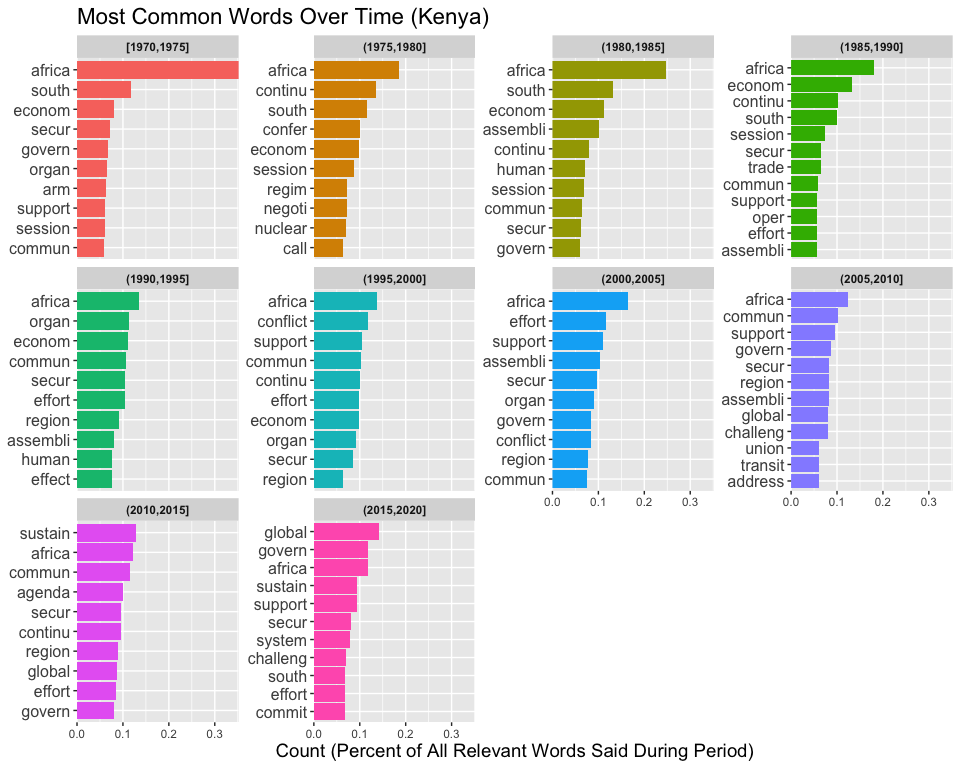 Most Common Words Over Time (Kenya)
[1970,1975]
africa
south
econom
secur
govern
organ
arm
support
session
commun
(1975,1980]
africa
continu
south
confer
econom
session
regim
negoti
nuclear
call
(1980,1985]
africa
south
econom
assembli
continu
human
session
commun
secur
govern
(1985,1990]
africa
econom
continu
south
session
secur
trade
commun
support
oper
effort
assembli
(1990,1995]
africa
organ
econom
commun
secur
effort
region
assembli
human
effect
(1995,2000]
africa
conflict
support
commun
continu
effort
econom
organ
secur
region
(2000,2005]
africa
effort
support
assembli
secur
organ
govern
conflict
region
commun
0.0 0.1 0.2 0.3
(2005,2010]
africa
commun
support
govern
secur
region
assembli
global
challeng
union
transit
address
0.0 0.1 0.2 0.3
(2010,2015]
sustain
africa
commun
agenda
secur
continu
region
global
effort
govern
0.0 0.1 0.2 0.3
(2015,2020]
global
govern
africa
sustain
support
secur
system
challeng
south
effort
commit
0.0 0.1 0.2 0.3
Count (Percent of All Relevant Words Said During Period)